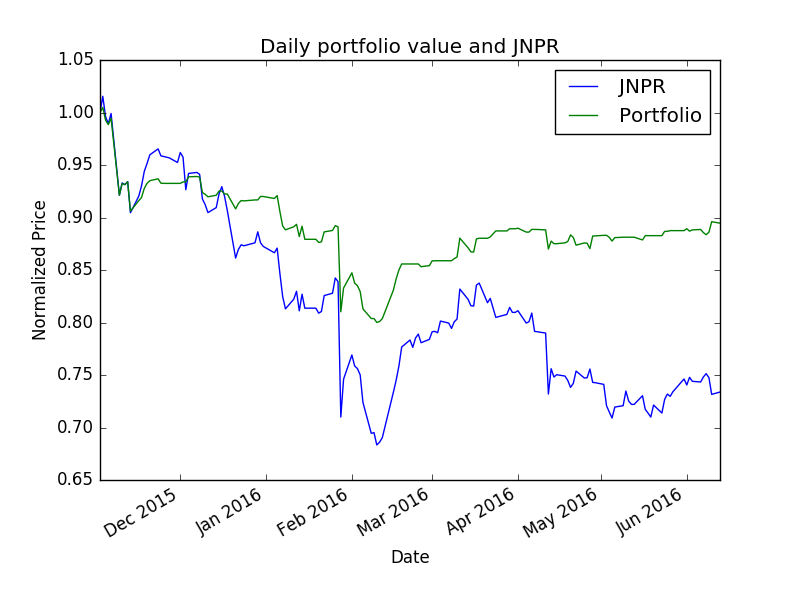 Daily portfolio value and JNPR
JNPR
Portfolio
1.05
1.00
0.95
0.90
0.85
0.80
0.75
0.70
0.65
Normalized Price
Dec 2015
Jan 2016
Feb 2016
Mar 2016
Apr 2016
May 2016
Jun 2016
Date